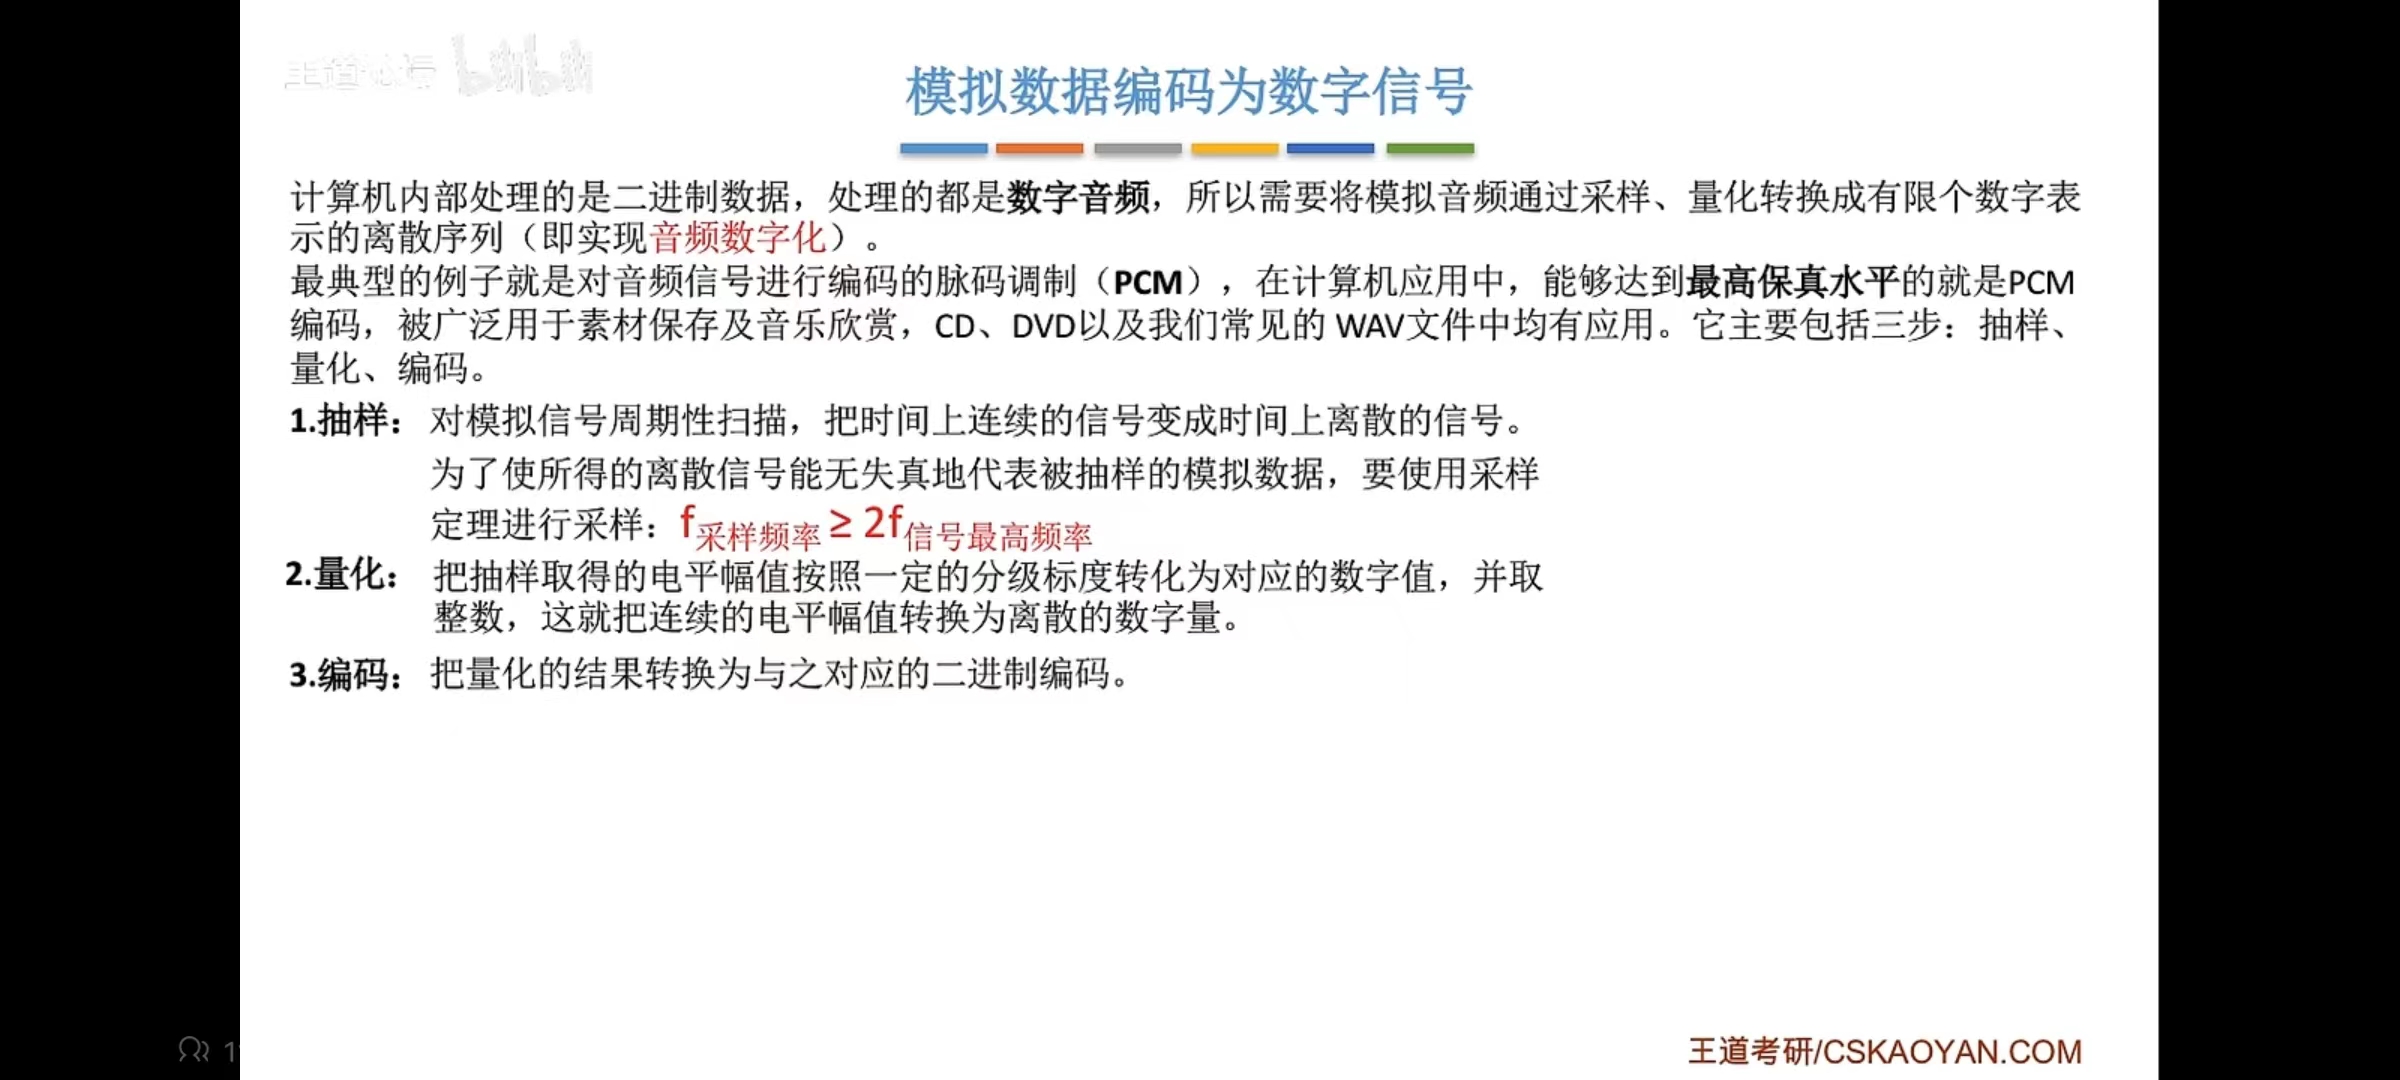 王道论坛 bilibili
模拟数据编码为数字信号
计算机内部处理的是二进制数据，处理的都是数字音频，所以需要将模拟音频通过采样、量化转换成有限个数字表
示的离散序列（即实现音频数字化）。
最典型的例子就是对音频信号进行编码的脉码调制（PCM），在计算机应用中，能够达到最高保真水平的就是PCM
编码，被广泛用于素材保存及音乐欣赏，CD、DVD以及我们常见的 WAV文件中均有应用。它主要包括三步：抽样、
量化、编码。
1.抽样： 对模拟信号周期性扫描，把时间上连续的信号变成时间上离散的信号。
为了使所得的离散信号能无失真地代表被抽样的模拟数据，要使用采样
定理进行采样：f采样频率 ≥ 2f信号最高频率
2.量化： 把抽样取得的电平幅值按照一定的分级标度转化为对应的数字值，并取
整数，这就把连续的电平幅值转换为离散的数字量。
3.编码： 把量化的结果转换为与之对应的二进制编码。
王道考研/CSKAOYAN.COM